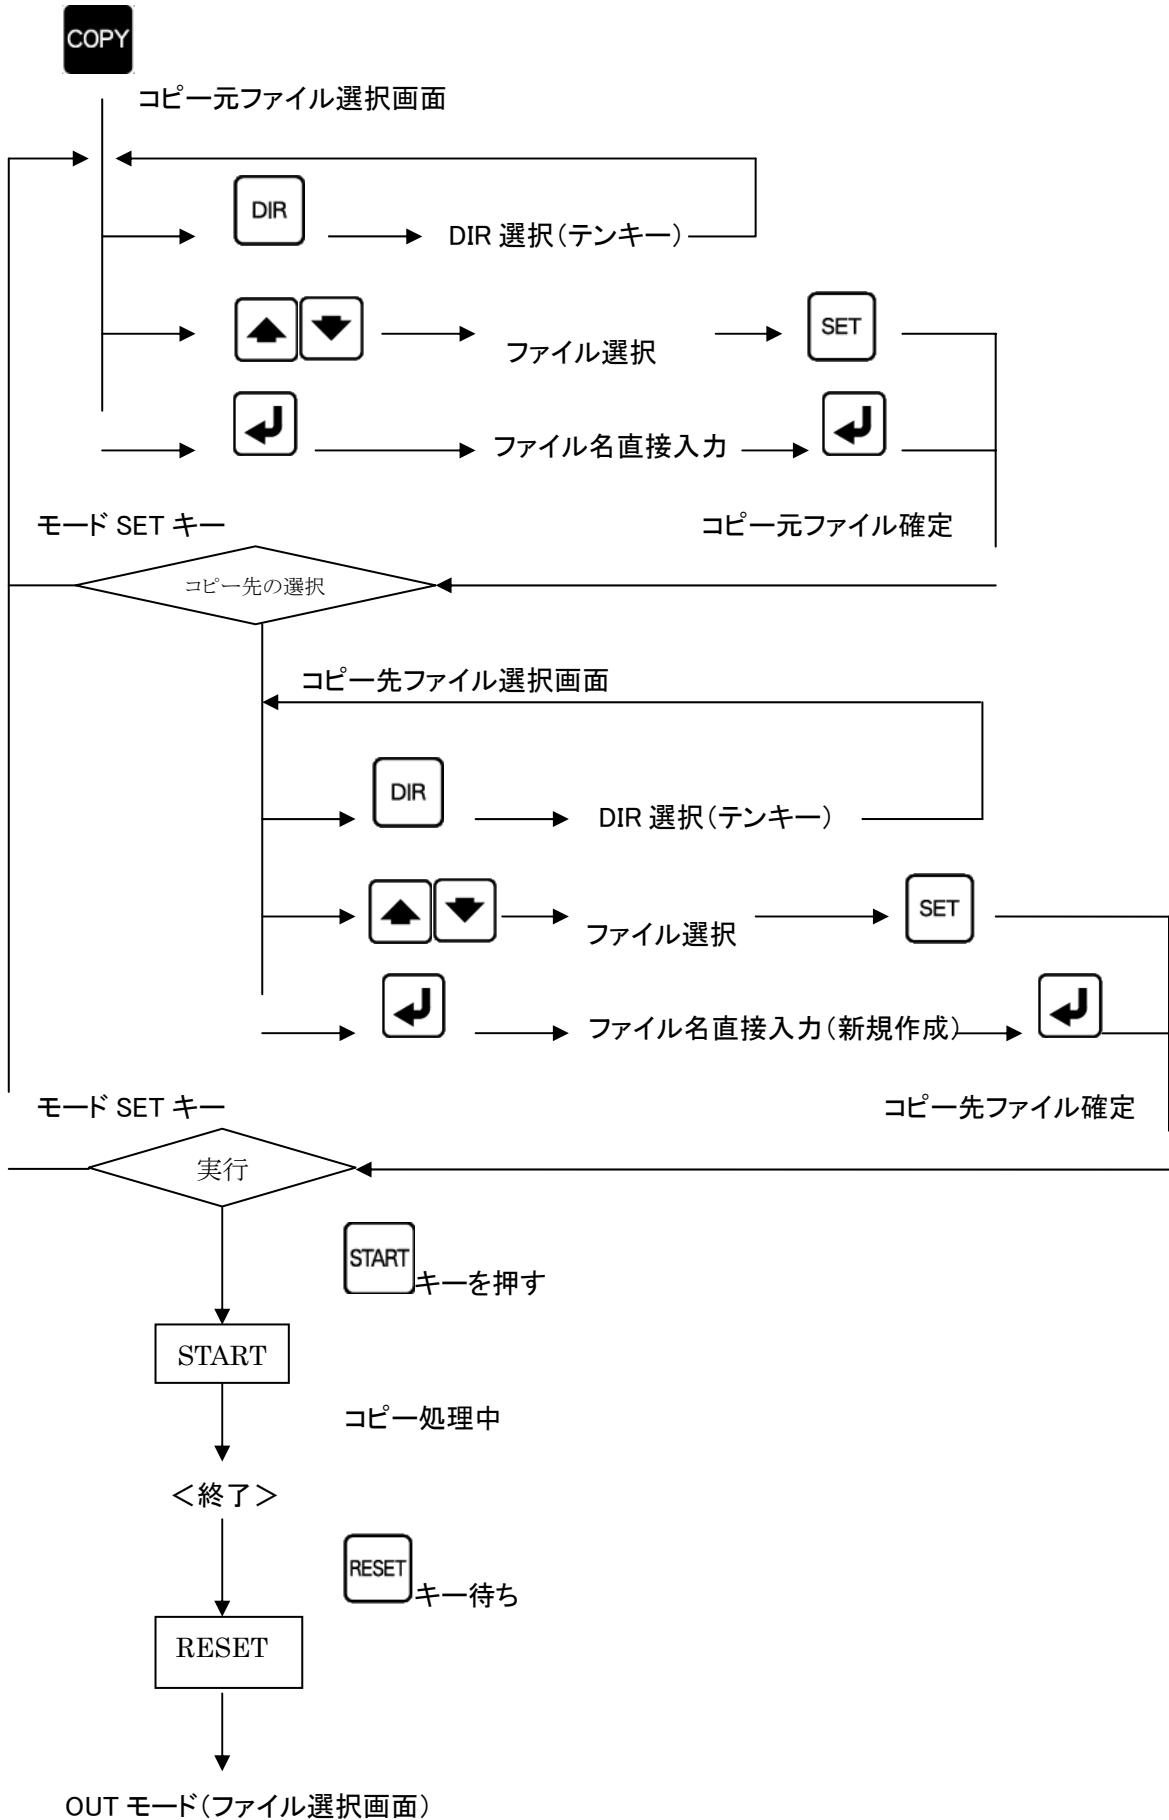 COPY
コピー元ファイル選択画面
DIR
DIR 選択(テンキー)
ファイル選択
SET
ファイル名直接入力
モード SET キー
コピー元ファイル確定
コピー先の選択
コピー先ファイル選択画面
DIR
DIR 選択(テンキー)
ファイル選択
SET
ファイル名直接入力(新規作成)
モード SET キー
コピー先ファイル確定
実行
START キーを押す
START
コピー処理中
<終了>
RESET キー待ち
RESET
OUT モード(ファイル選択画面)